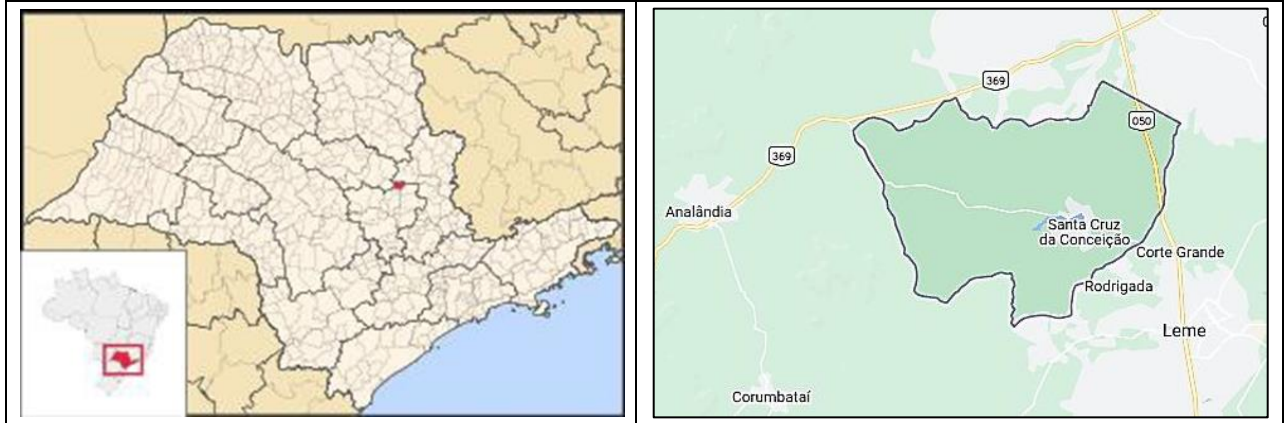 369
050
369
Analândia
Santa Cruz
da Conceição
Corte Grande
Rodrigada
Leme
Corumbataí